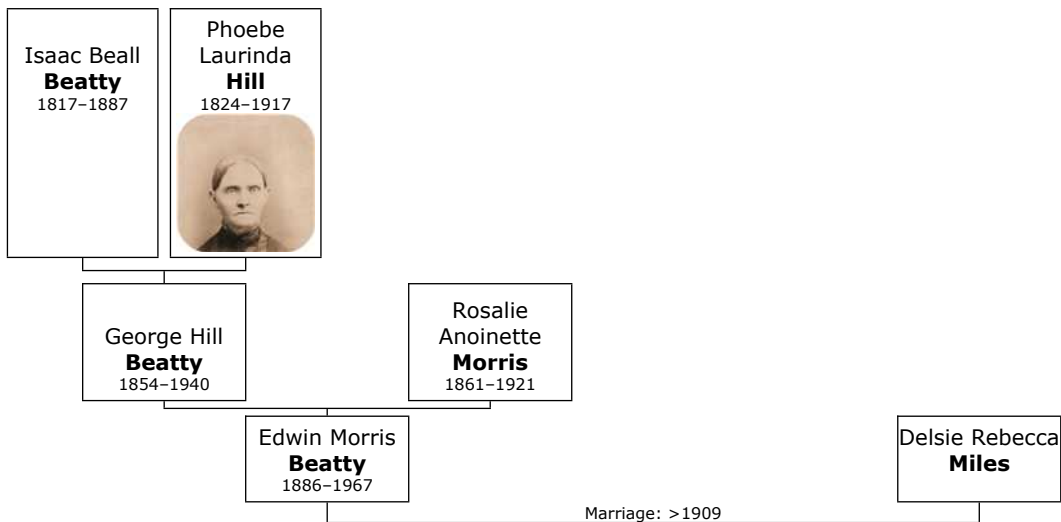 Isaac Beall
Beatty
1817–1887
Phoebe
Laurinda
Hill
1824–1917
George Hill
Beatty
1854–1940
Rosalie
Anoinette
Morris
1861–1921
Edwin Morris
Beatty
1886–1967
Delsie Rebecca
Miles
Marriage: >1909